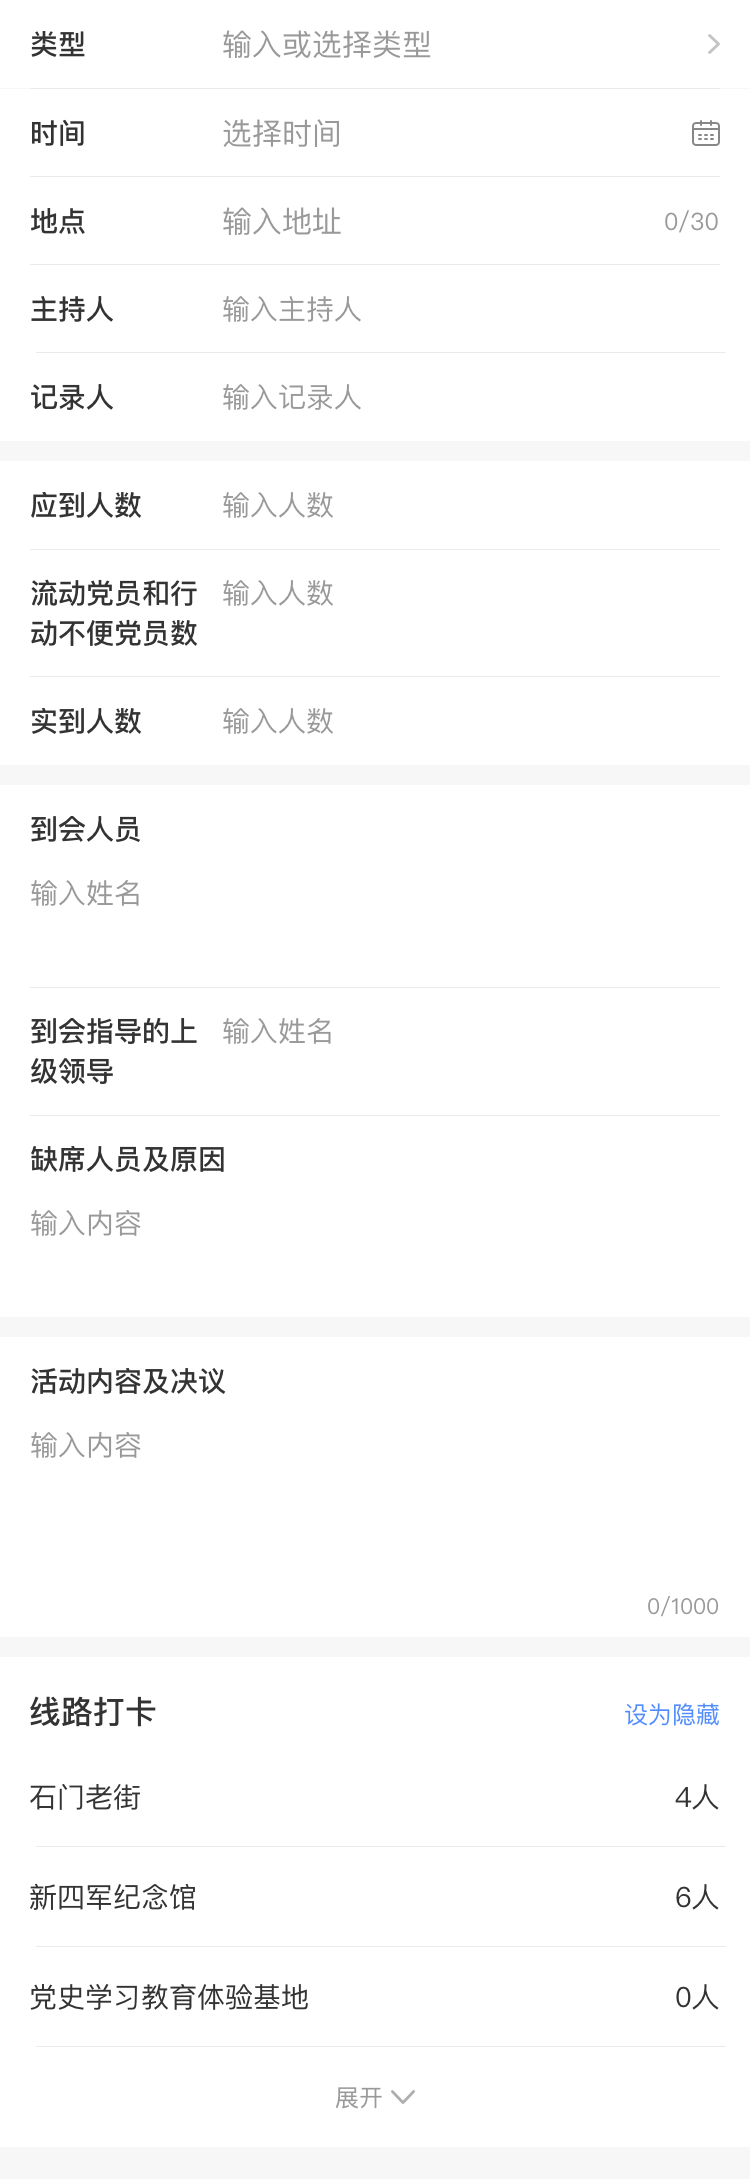 类型 输入或选择类型
时间 选择时间
地点 输入地址 0/30
主持人 输入主持人
记录人 输入记录人
应到人数 输入人数
流动党员和行 输入人数
动不便党员数
实到人数 输入人数
到会人员
输入姓名
到会指导的上 输入姓名
级领导
缺席人员及原因
输入内容
活动内容及决议
输入内容
0/1000
线路打卡 设为隐藏
石门老街 4人
新四军纪念馆 6人
党史学习教育体验基地 0人
展开